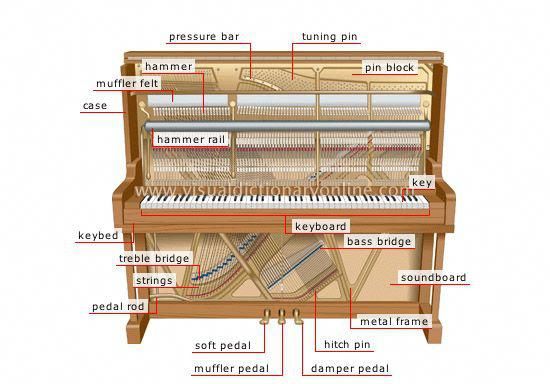 pressure bar
tuning pin
hammer
pin block
muffler felt
case
hammer rail
www.visualdictionaryonline.com
key
keyboard
keybed
bass bridge
treble bridge
strings
soundboard
pedal rod
metal frame
soft pedal
hitch pin
muffler pedal
damper pedal